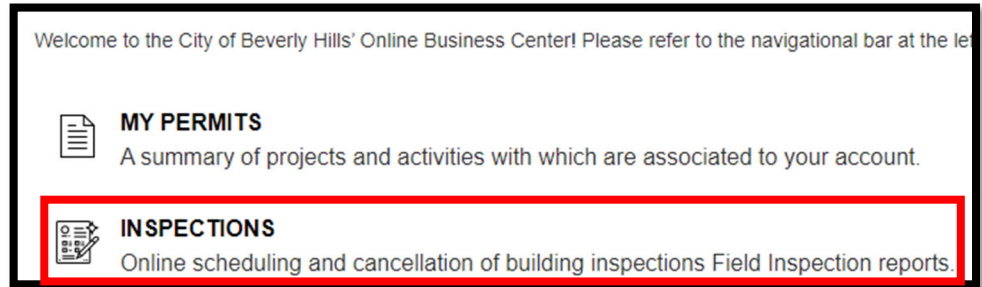 Welcome to the City of Beverly Hills' Online Business Center! Please refer to the navigational bar at the
MY PERMITS
A summary of projects and activities with which are associated to your account.
INSPECTIONS
Online scheduling and cancellation of building inspections Field Inspection reports.